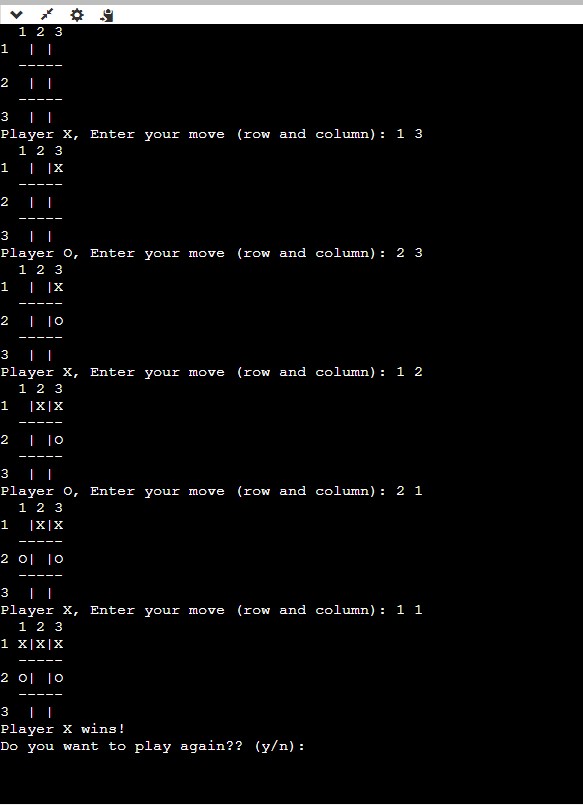 1 2 3
1  | |
  -----
2  | |
  -----
3  | |
Player X, Enter your move (row and column): 1 3
  1 2 3
1  | |X
  -----
2  | |
  -----
3  | |
Player O, Enter your move (row and column): 2 3
  1 2 3
1  | |X
  -----
2  | |O
  -----
3  | |
Player X, Enter your move (row and column): 1 2
  1 2 3
1  |X|X
  -----
2  | |O
  -----
3  | |
Player O, Enter your move (row and column): 2 1
  1 2 3
1  |X|X
  -----
2 O| |O
  -----
3  | |
Player X, Enter your move (row and column): 1 1
  1 2 3
1 X|X|X
  -----
2 O| |O
  -----
3  | |
Player X wins!
Do you want to play again?? (y/n):